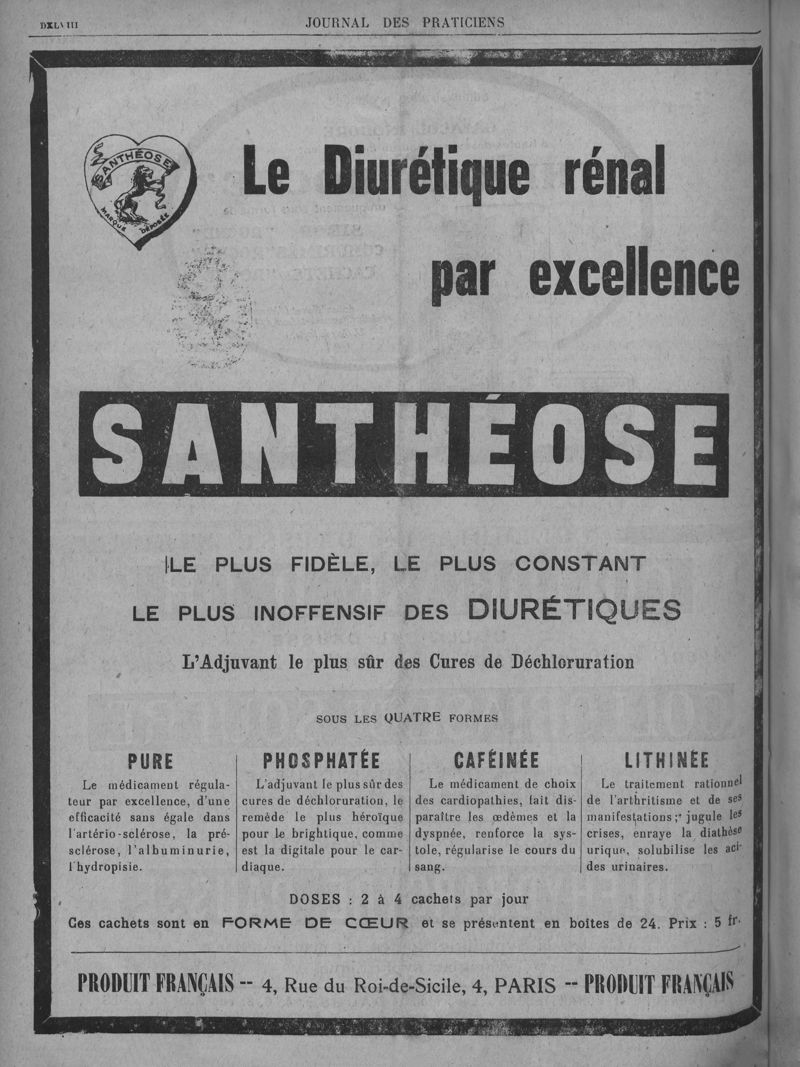 DXLVIII
JOURNAL DES PRATICIENS
SANTHÉOSE
MARQUE DÉPOSÉE
Le Diurétique rénal
par excellence
SANTHÉOSE
LE PLUS FIDÈLE, LE PLUS CONSTANT
LE PLUS INOFFENSIF DES DIURÉTIQUES
L'Adjuvant le plus sûr des Cures de Déchloruration
SOUS LES QUATRE FORMES
PURE
Le médicament régula-
teur par excellence, d'une
efficacité sans égale dans
l'artério-sclérose, la pré-
sclérose, l'albuminurie,
l'hydropisie.
PHOSPHATÉE
L'adjuvant le plus sûr des
cures de déchloruration, le
remède le plus héroïque
pour le brightique, comme
est la digitale pour le car-
diaque.
CAFÉINÉE
Le médicament de choix
des cardiopathies, fait dis-
paraître les œdèmes et la
dyspnée, renforce la sys-
tole, régularise le cours du
sang.
LITHINÉE
Le traitement rationnel
de l'arthritisme et de ses
manifestations; jugule les
crises, enraye la diathèse
urique, solubilise les aci-
des urinaires.
DOSES : 2 à 4 cachets par jour
Ces cachets sont en FORME DE CŒUR et se présentent en boîtes de 24. Prix : 5 fr.
PRODUIT FRANÇAIS -- 4, Rue du Roi-de-Sicile, 4, PARIS -- PRODUIT FRANÇAIS